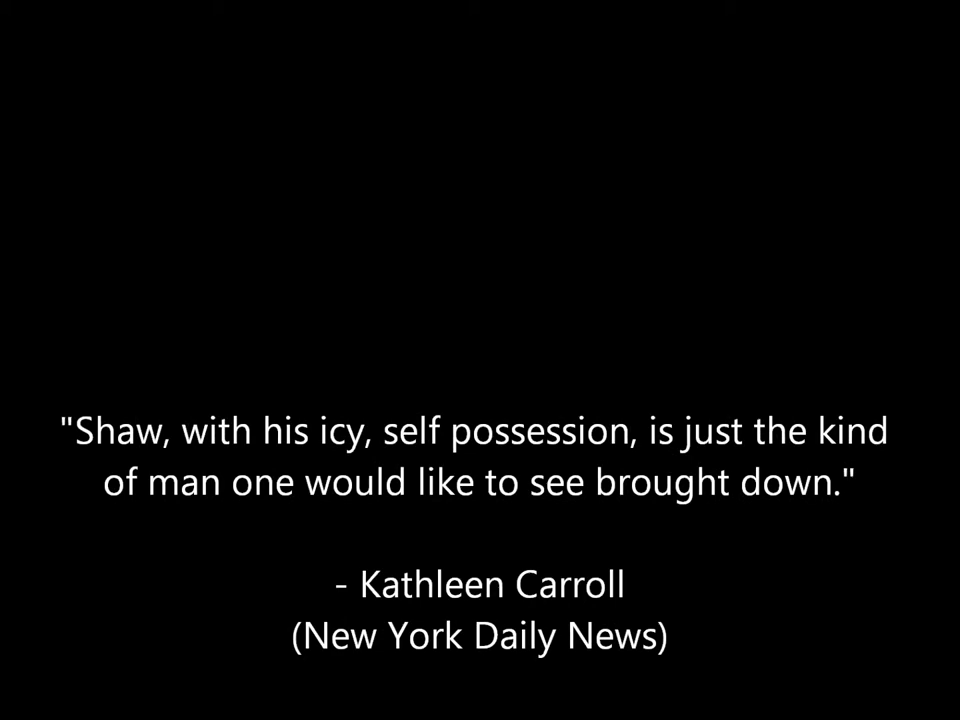 "Shaw, with his icy, self possession, is just the kind
of man one would like to see brought down."
- Kathleen Carroll
(New York Daily News)